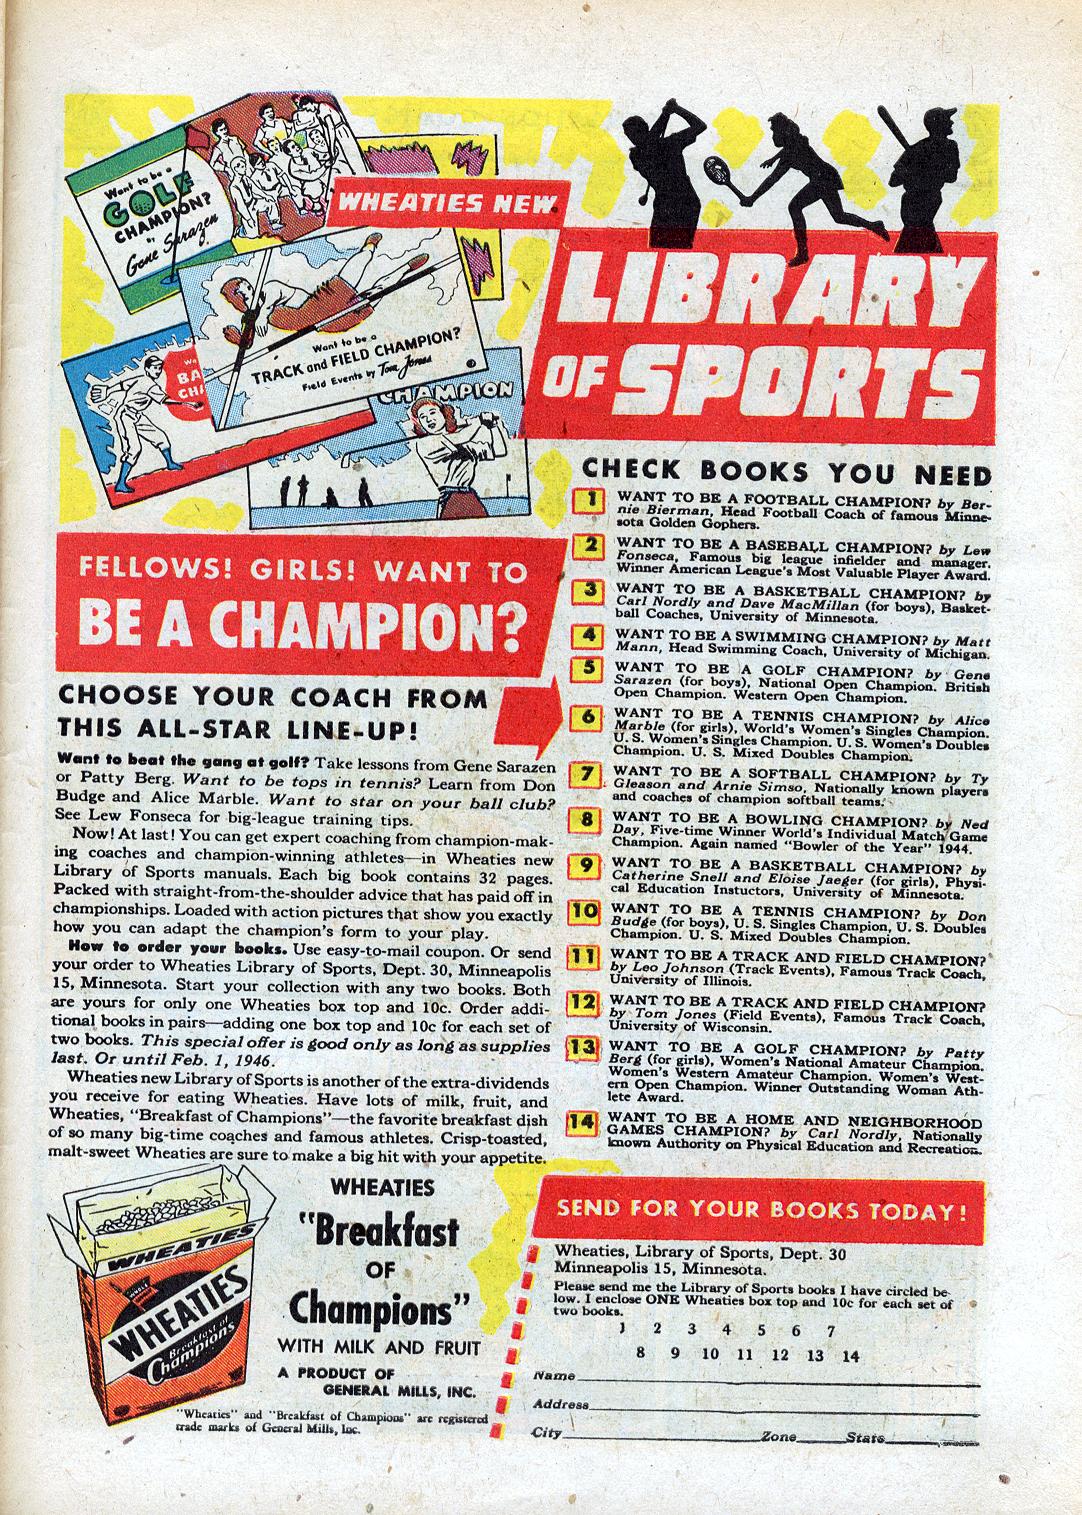 Want to be a
GOLF
CHAMPION?
by
Gene Sarazen
WHEATIES NEW
LIBRARY
OF SPORTS
Want to be a
TRACK and FIELD CHAMPION?
Field Events by Tom Jones
BA
CH
CHAMPION
FELLOWS! GIRLS! WANT TO
BE A CHAMPION?
CHOOSE YOUR COACH FROM
THIS ALL-STAR LINE-UP!
Want to beat the gang at golf? Take lessons from Gene Sarazen
or Patty Berg. Want to be tops in tennis? Learn from Don
Budge and Alice Marble. Want to star on your ball club?
See Lew Fonseca for big-league training tips.
Now! At last! You can get expert coaching from champion-mak-
ing coaches and champion-winning athletes—in Wheaties new
Library of Sports manuals. Each big book contains 32 pages.
Packed with straight-from-the-shoulder advice that has paid off in
championships. Loaded with action pictures that show you exactly
how you can adapt the champion's form to your play.
How to order your books. Use easy-to-mail coupon. Or send
your order to Wheaties Library of Sports, Dept. 30, Minneapolis
15, Minnesota. Start your collection with any two books. Both
are yours for only one Wheaties box top and 10c. Order addi-
tional books in pairs—adding one box top and 10c for each set of
two books. This special offer is good only as long as supplies
last. Or until Feb. 1, 1946.
Wheaties new Library of Sports is another of the extra-dividends
you receive for eating Wheaties. Have lots of milk, fruit, and
Wheaties, "Breakfast of Champions"—the favorite breakfast dish
of so many big-time coaches and famous athletes. Crisp-toasted,
malt-sweet Wheaties are sure to make a big hit with your appetite.
CHECK BOOKS YOU NEED
1 WANT TO BE A FOOTBALL CHAMPION? by Ber-
nie Bierman, Head Football Coach of famous Minne-
sota Golden Gophers.
2 WANT TO BE A BASEBALL CHAMPION? by Lew
Fonseca, Famous big league infielder and manager.
Winner American League's Most Valuable Player Award.
3 WANT TO BE A BASKETBALL CHAMPION? by
Carl Nordly and Dave MacMillan (for boys), Basket-
ball Coaches, University of Minnesota.
4 WANT TO BE A SWIMMING CHAMPION? by Matt
Mann, Head Swimming Coach, University of Michigan.
5 WANT TO BE A GOLF CHAMPION? by Gene
Sarazen (for boys), National Open Champion. British
Open Champion. Western Open Champion.
6 WANT TO BE A TENNIS CHAMPION? by Alice
Marble (for girls), World's Women's Singles Champion.
U. S. Women's Singles Champion. U. S. Women's Doubles
Champion. U. S. Mixed Doubles Champion.
7 WANT TO BE A SOFTBALL CHAMPION? by Ty
Gleason and Arnie Simso, Nationally known players
and coaches of champion softball teams.
8 WANT TO BE A BOWLING CHAMPION? by Ned
Day, Five-time Winner World's Individual Match Game
Champion. Again named "Bowler of the Year" 1944.
9 WANT TO BE A BASKETBALL CHAMPION? by
Catherine Snell and Eloise Jaeger (for girls), Physi-
cal Education Instuctors, University of Minnesota.
10 WANT TO BE A TENNIS CHAMPION? by Don
Budge (for boys), U. S. Singles Champion, U. S. Doubles
Champion. U. S. Mixed Doubles Champion.
11 WANT TO BE A TRACK AND FIELD CHAMPION?
by Leo Johnson (Track Events), Famous Track Coach,
University of Illinois.
12 WANT TO BE A TRACK AND FIELD CHAMPION?
by Tom Jones (Field Events), Famous Track Coach,
University of Wisconsin.
13 WANT TO BE A GOLF CHAMPION? by Patty
Berg (for girls), Women's National Amateur Champion.
Women's Western Amateur Champion. Women's West-
ern Open Champion. Winner Outstanding Woman Ath-
lete Award.
14 WANT TO BE A HOME AND NEIGHBORHOOD
GAMES CHAMPION? by Carl Nordly, Nationally
known Authority on Physical Education and Recreation.
WHEATIES
WHEATIES
Breakfast of
Champions
WHEATIES
"Breakfast
OF
Champions"
WITH MILK AND FRUIT
A PRODUCT OF
GENERAL MILLS, INC.
"Wheaties" and "Breakfast of Champions" are registered
trade marks of General Mills, Inc.
SEND FOR YOUR BOOKS TODAY!
Wheaties, Library of Sports, Dept. 30
Minneapolis 15, Minnesota.
Please send me the Library of Sports books I have circled be-
low. I enclose ONE Wheaties box top and 10c for each set of
two books.
1 2 3 4 5 6 7
8 9 10 11 12 13 14
Name
Address
City Zone State